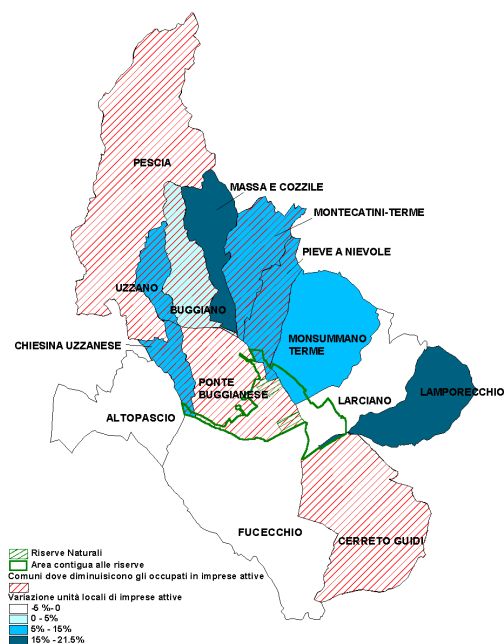 PESCIA
MASSA E COZZILE
MONTECATINI-TERME
PIEVE A NIEVOLE
UZZANO
BUGGIANO
CHIESINA UZZANESE
MONSUMMANO
TERME
PONTE
BUGGIANESE
LAMPORECCHIO
LARCIANO
ALTOPASCIO
FUCECCHIO
CERRETO GUIDI
Riserve Naturali
Area contigua alle riserve
Comuni dove diminuisicono gli occupati in imprese attive
Variazione unità locali di imprese attive
-5 %- 0
0 - 5%
5% - 15%
15% - 21.5%